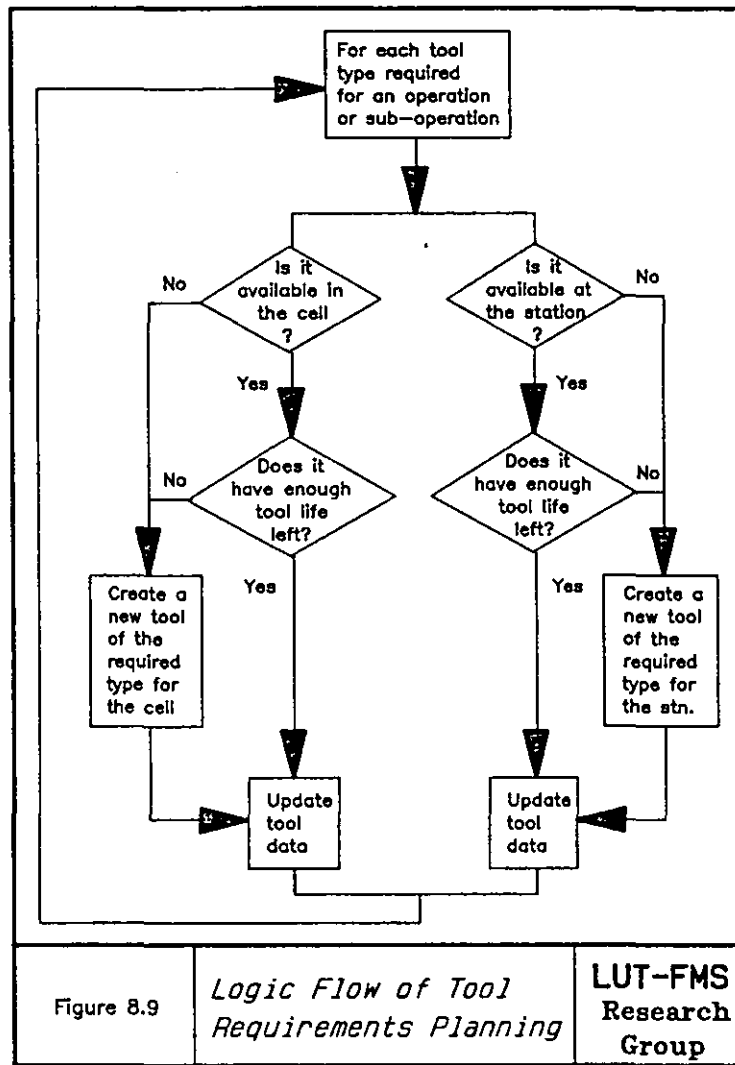 For each tool
type required
for an operation
or sub-operation
No
Is it
available in
the cell
?
Is it
available at
the station
?
No
Yes
Yes
No
Does it
have enough
tool life
left?
Does it
have enough
tool life
left?
No
Yes
Yes
Create a
new tool
of the
required
type for
the cell
Create a
new tool
of the
required
type for
the stn.
Update
tool
data
Update
tool
data
Figure 8.9
Logic Flow of Tool
Requirements Planning
LUT-FMS
Research
Group